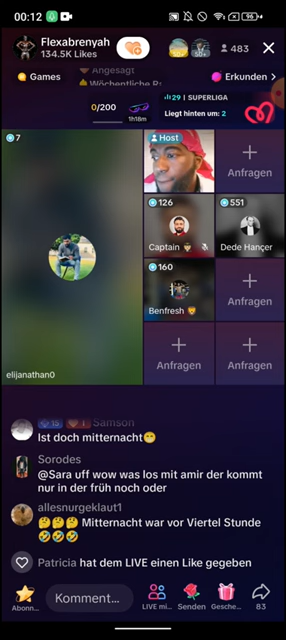 00:12
96
Flexabrenyah
134.5K Likes
483
Games
Angesagt
Erkunden
0/200
1h18m
29 | SUPERLIGA
Liegt hinten um: 2
7
Host
Anfragen
126
551
Captain
Dede Hançer
160
Benfresh
Anfragen
Anfragen
Anfragen
elijanathan0
15
Samson
Ist doch mitternacht😁
Sorodes
@Sara uff wow was los mit amir der kommt
nur in der früh noch oder
allesnurgeklaut1
🤔🤔🤔 Mitternacht war vor Viertel Stunde
🤣🤣🤣
Patricia hat dem LIVE einen Like gegeben
Komment...
Abonn...
LIVE mi...
Senden
Gesche...
83